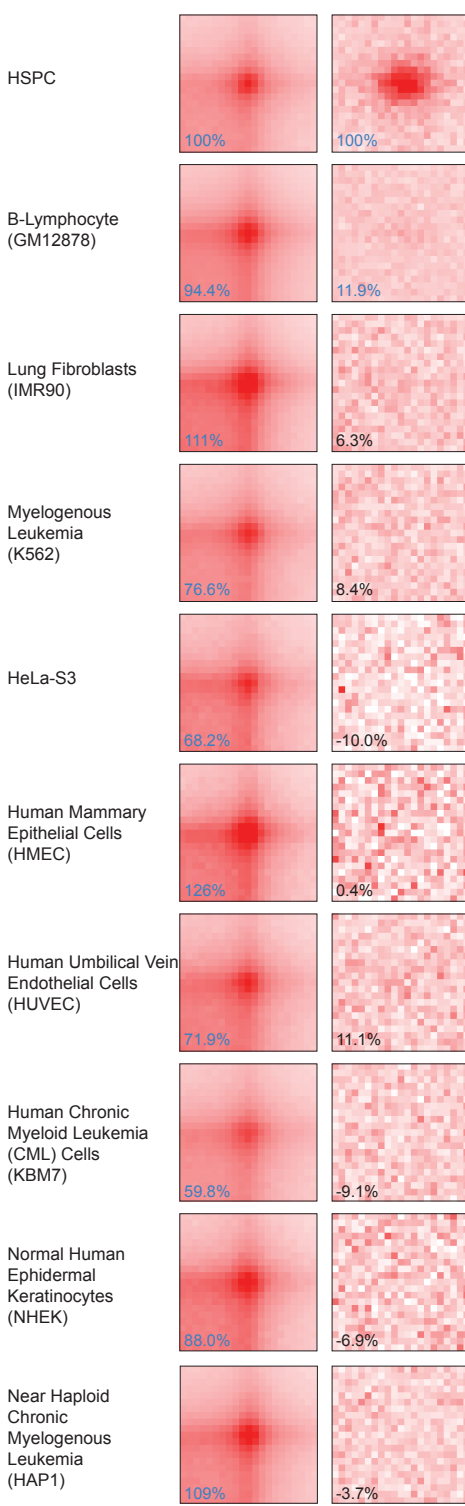 HSPC
100%
100%
B-Lymphocyte
(GM12878)
94.4%
11.9%
Lung Fibroblasts
(IMR90)
111%
6.3%
Myelogenous
Leukemia
(K562)
76.6%
8.4%
HeLa-S3
68.2%
-10.0%
Human Mammary
Epithelial Cells
(HMEC)
126%
0.4%
Human Umbilical Vein
Endothelial Cells
(HUVEC)
71.9%
11.1%
Human Chronic
Myeloid Leukemia
(CML) Cells
(KBM7)
59.8%
-9.1%
Normal Human
Ephidermal
Keratinocytes
(NHEK)
88.0%
-6.9%
Near Haploid
Chronic
Myelogenous
Leukemia
(HAP1)
109%
-3.7%